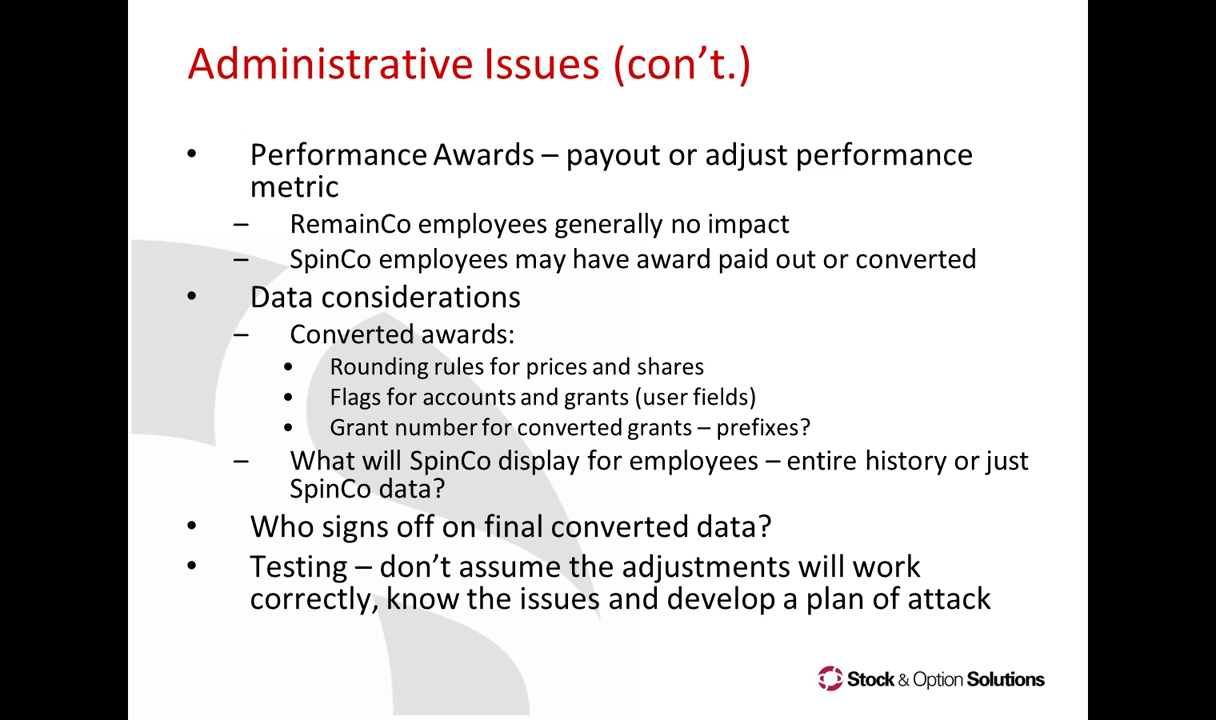 Administrative Issues (con’t.)
• Performance Awards – payout or adjust performance
metric
– RemainCo employees generally no impact
– SpinCo employees may have award paid out or converted
• Data considerations
– Converted awards:
• Rounding rules for prices and shares
• Flags for accounts and grants (user fields)
• Grant number for converted grants – prefixes?
– What will SpinCo display for employees – entire history or just
SpinCo data?
• Who signs off on final converted data?
• Testing – don’t assume the adjustments will work
correctly, know the issues and develop a plan of attack
Stock & Option Solutions